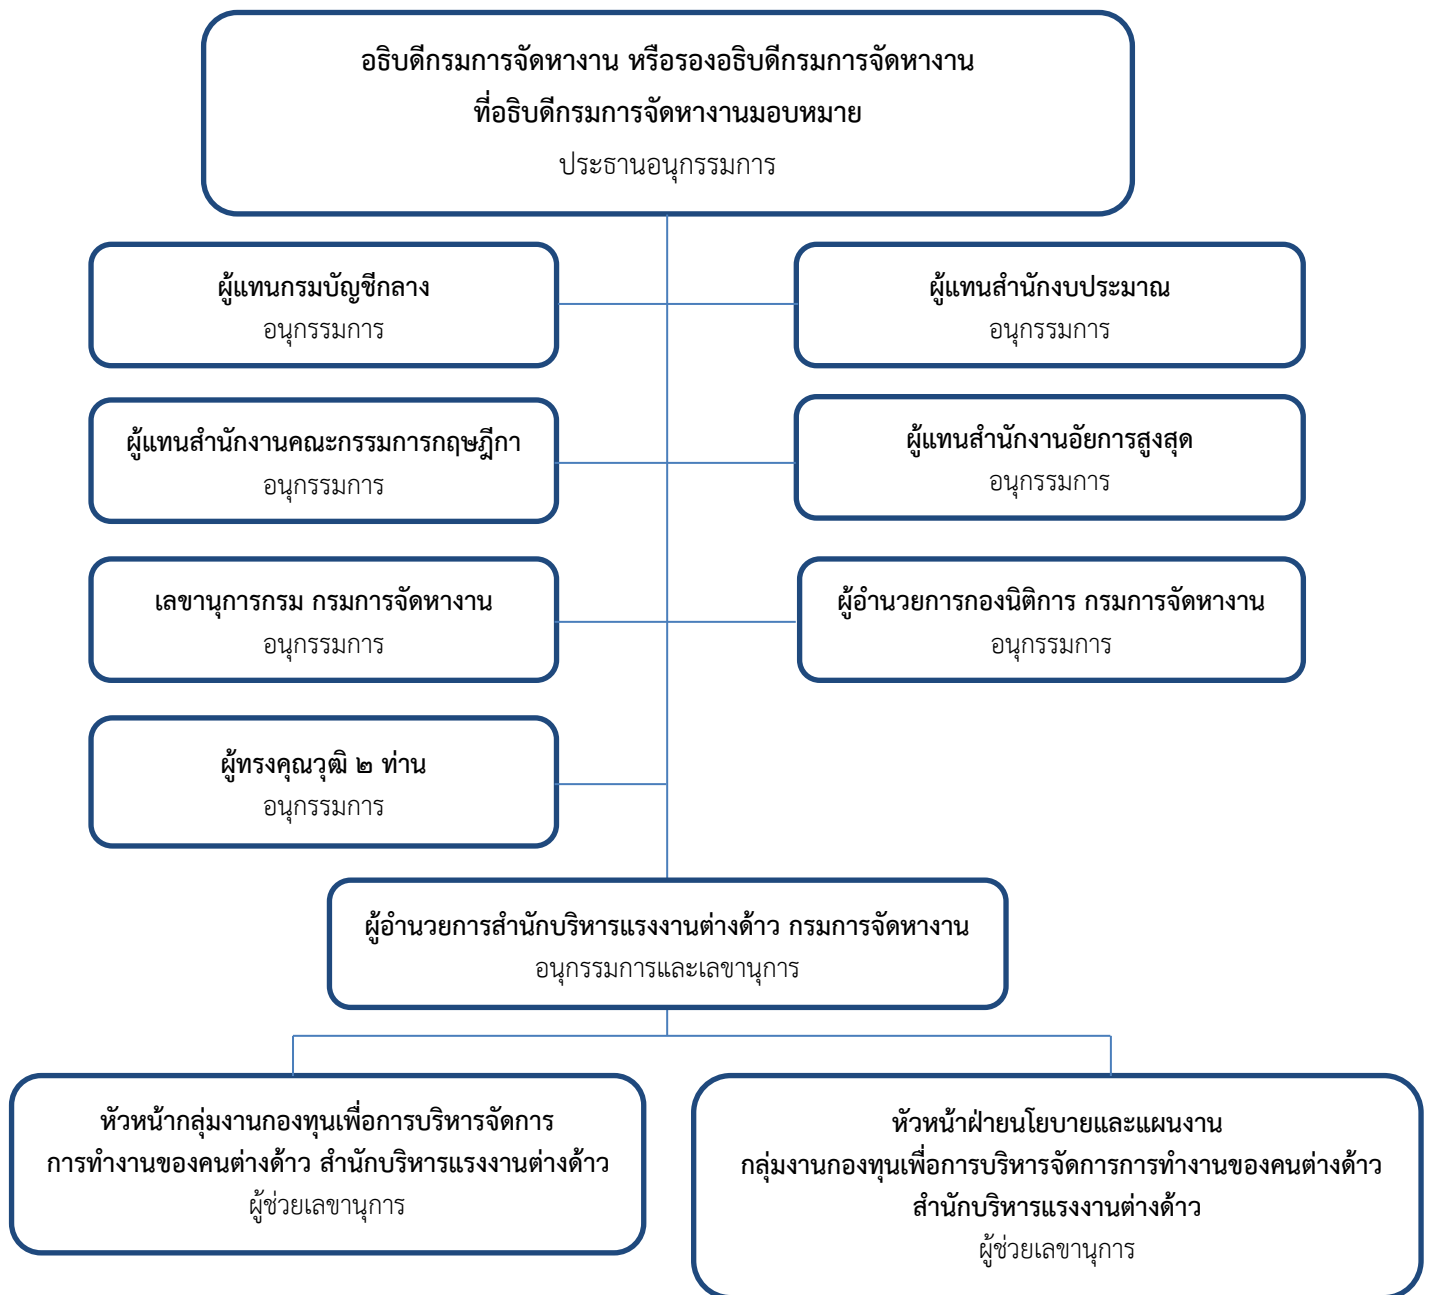 อธิบดีกรมการจัดหางาน หรือรองอธิบดีกรมการจัดหางาน
ที่อธิบดีกรมการจัดหางานมอบหมาย
ประธานอนุกรรมการ
ผู้แทนกรมบัญชีกลาง
อนุกรรมการ
ผู้แทนสำนักงบประมาณ
อนุกรรมการ
ผู้แทนสำนักงานคณะกรรมการกฤษฎีกา
อนุกรรมการ
ผู้แทนสำนักงานอัยการสูงสุด
อนุกรรมการ
เลขานุการกรม กรมการจัดหางาน
อนุกรรมการ
ผู้อำนวยการกองนิติการ กรมการจัดหางาน
อนุกรรมการ
ผู้ทรงคุณวุฒิ ๒ ท่าน
อนุกรรมการ
ผู้อำนวยการสำนักบริหารแรงงานต่างด้าว กรมการจัดหางาน
อนุกรรมการและเลขานุการ
หัวหน้ากลุ่มงานกองทุนเพื่อการบริหารจัดการ
การทำงานของคนต่างด้าว สำนักบริหารแรงงานต่างด้าว
ผู้ช่วยเลขานุการ
หัวหน้าฝ่ายนโยบายและแผนงาน
กลุ่มงานกองทุนเพื่อการบริหารจัดการการทำงานของคนต่างด้าว
สำนักบริหารแรงงานต่างด้าว
ผู้ช่วยเลขานุการ